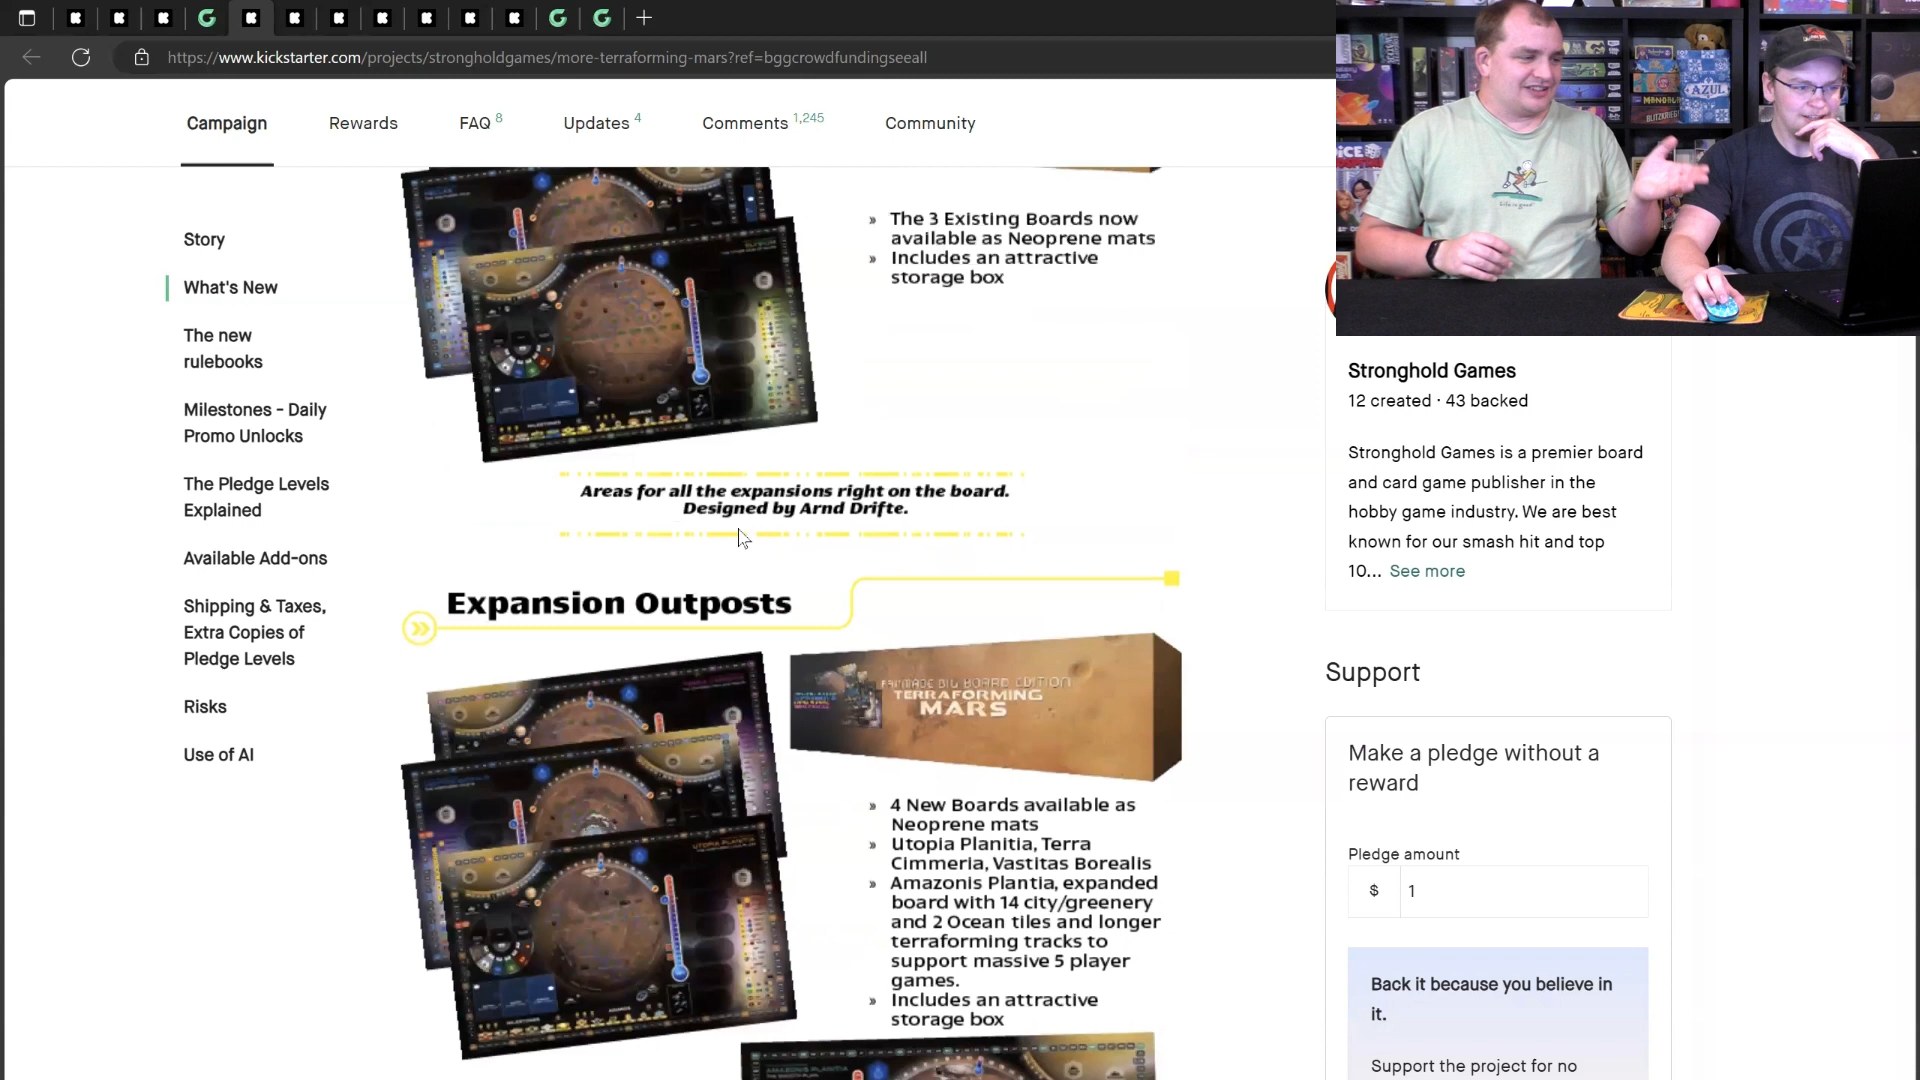 https://www.kickstarter.com/projects/strongholdgames/more-terraforming-mars?ref=bggcrowdfundingseeall
Campaign
Rewards
FAQ 8
Updates 4
Comments 1,245
Community
Story
What's New
The new
rulebooks
Milestones - Daily
Promo Unlocks
The Pledge Levels
Explained
Available Add-ons
Shipping & Taxes,
Extra Copies of
Pledge Levels
Risks
Use of AI
» The 3 Existing Boards now
available as Neoprene mats
» Includes an attractive
storage box
Areas for all the expansions right on the board.
Designed by Arnd Drifte.
Expansion Outposts
BIG BOARD EDITION
TERRAFORMING
MARS
UTOPIA PLANITIA
» 4 New Boards available as
Neoprene mats
» Utopia Planitia, Terra
Cimmeria, Vastitas Borealis
» Amazonis Plantia, expanded
board with 14 city/greenery
and 2 Ocean tiles and longer
terraforming tracks to
support massive 5 player
games.
» Includes an attractive
storage box
AMAZONIS PLANITIA
AZUL
Stronghold Games
12 created · 43 backed
Stronghold Games is a premier board
and card game publisher in the
hobby game industry. We are best
known for our smash hit and top
10... See more
Support
Make a pledge without a
reward
Pledge amount
$ 1
Back it because you believe in
it.
Support the project for no